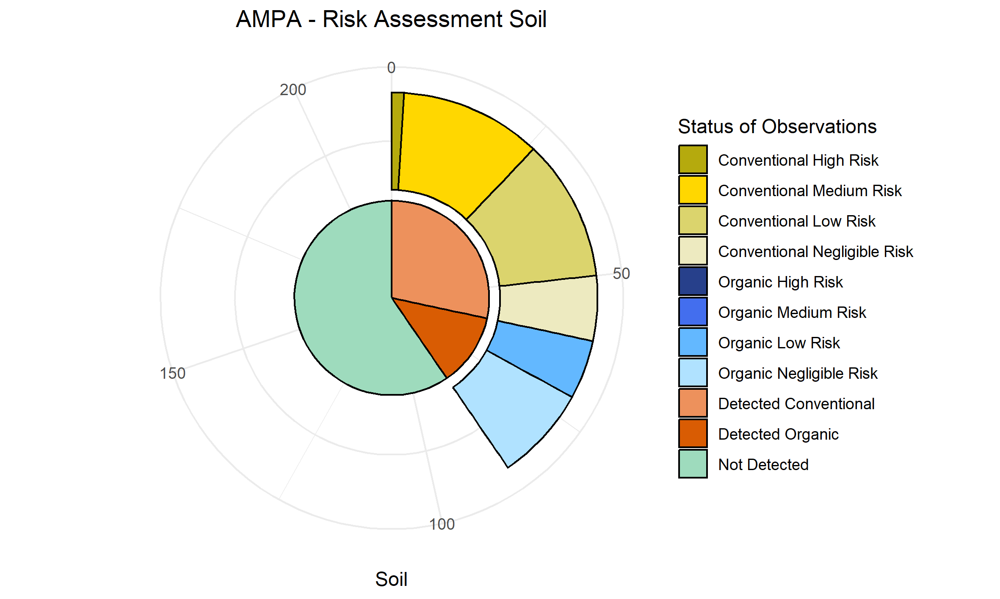 AMPA - Risk Assessment Soil
0
200
50
150
100
Soil
Status of Observations
Conventional High Risk
Conventional Medium Risk
Conventional Low Risk
Conventional Negligible Risk
Organic High Risk
Organic Medium Risk
Organic Low Risk
Organic Negligible Risk
Detected Conventional
Detected Organic
Not Detected